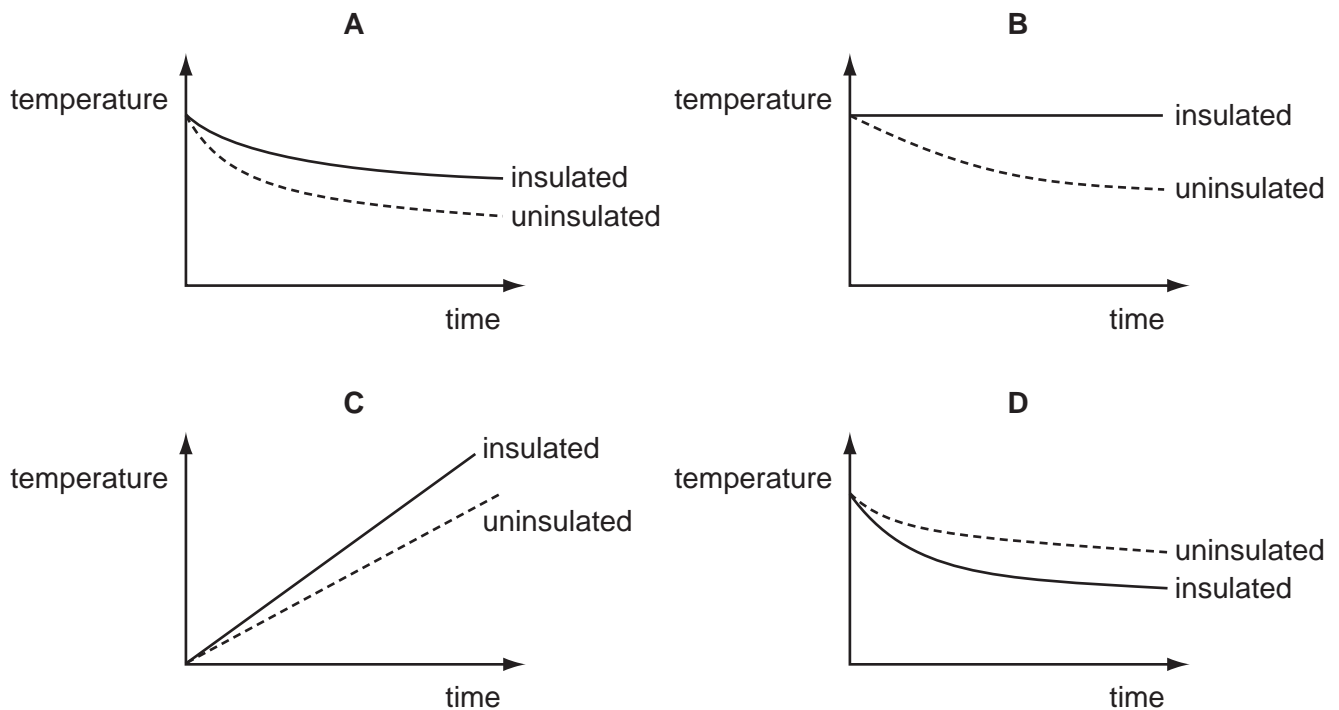 A
temperature
insulated
uninsulated
time
B
temperature
insulated
uninsulated
time
C
temperature
insulated
uninsulated
time
D
temperature
uninsulated
insulated
time